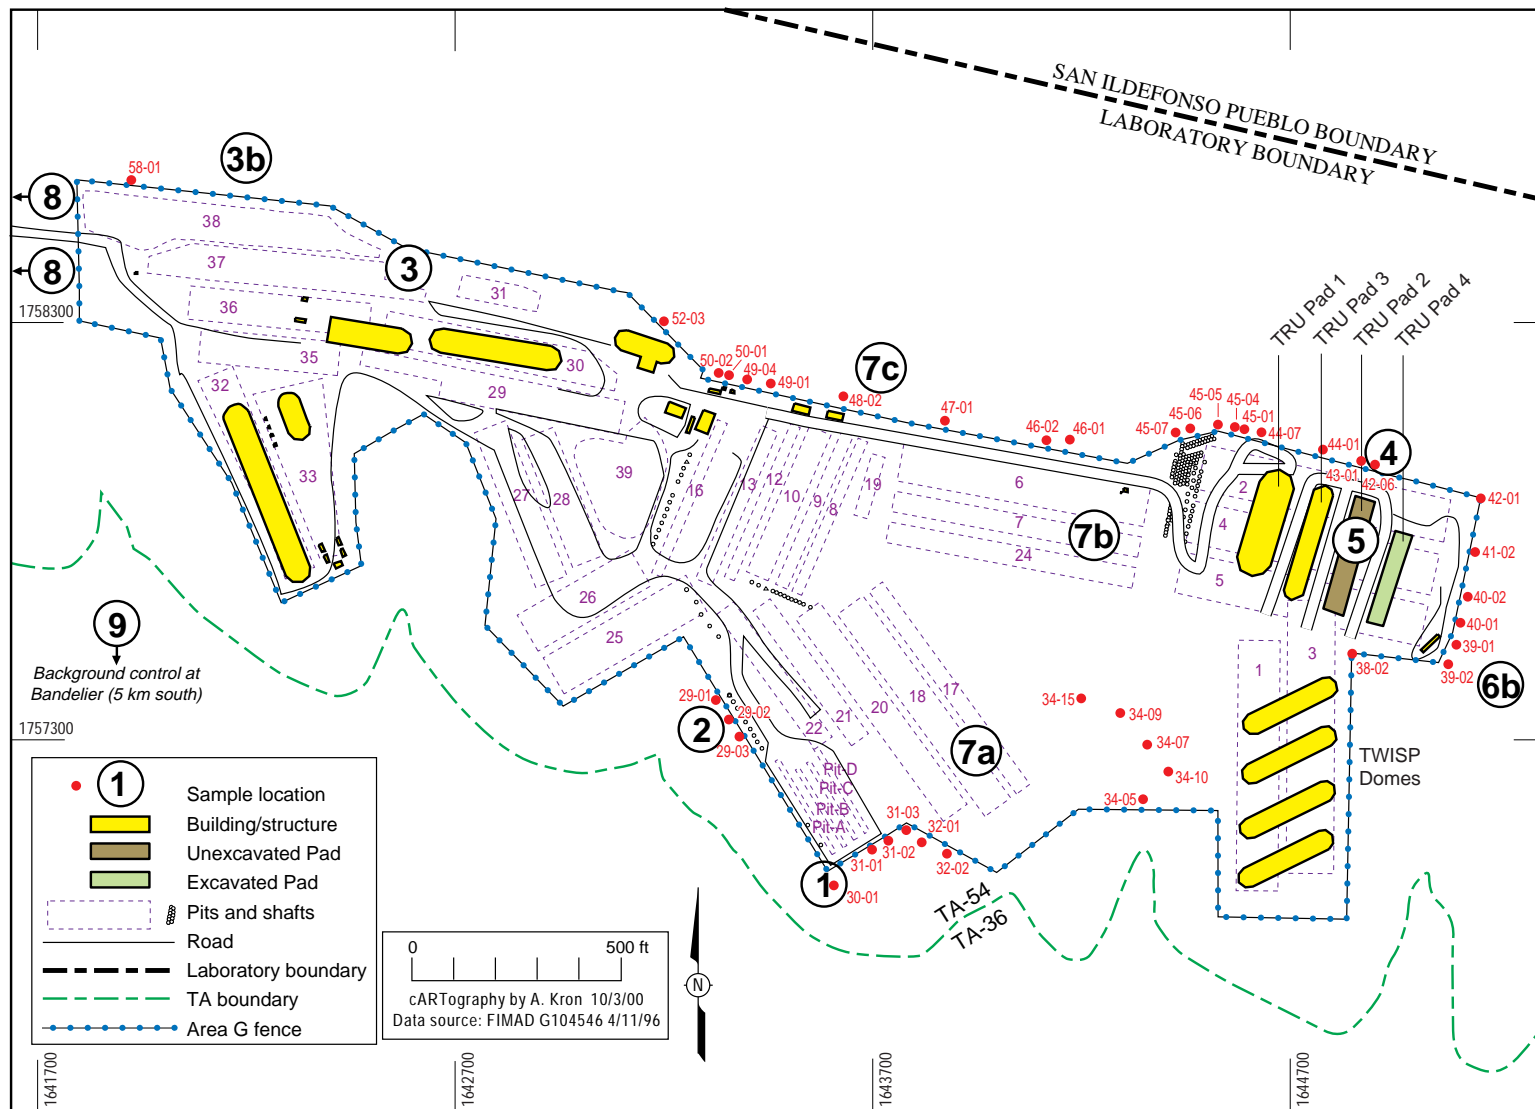 SAN ILDEFONSO PUEBLO BOUNDARY
LABORATORY BOUNDARY
3b
58-01
8
38
37
3
8
36
31
1758300
52-03
TRU Pad 1
TRU Pad 3
TRU Pad 2
TRU Pad 4
35
30
32
29
50-02
50-01
49-04
49-01
7c
48-02
47-01
46-02
46-01
45-07
45-06
45-05
45-04
45-01
44-07
44-01
43-01
42-06
4
42-01
33
39
27
28
16
13
12
10
9
8
19
6
7
24
7b
2
4
5
5
41-02
40-02
40-01
39-01
39-02
6b
38-02
26
25
9
Background control at
Bandelier (5 km south)
29-01
29-02
2
29-03
22
21
20
18
17
7a
34-15
34-09
34-07
34-10
34-05
1
3
TWISP
Domes
1757300
Pit-D
Pit-C
Pit-B
Pit-A
31-03
32-01
31-01
31-02
32-02
1
30-01
TA-54
TA-36
1
Sample location
Building/structure
Unexcavated Pad
Excavated Pad
Pits and shafts
Road
Laboratory boundary
TA boundary
Area G fence
0 500 ft
cARTography by A. Kron 10/3/00
Data source: FIMAD G104546 4/11/96
N
1641700
1642700
1643700
1644700